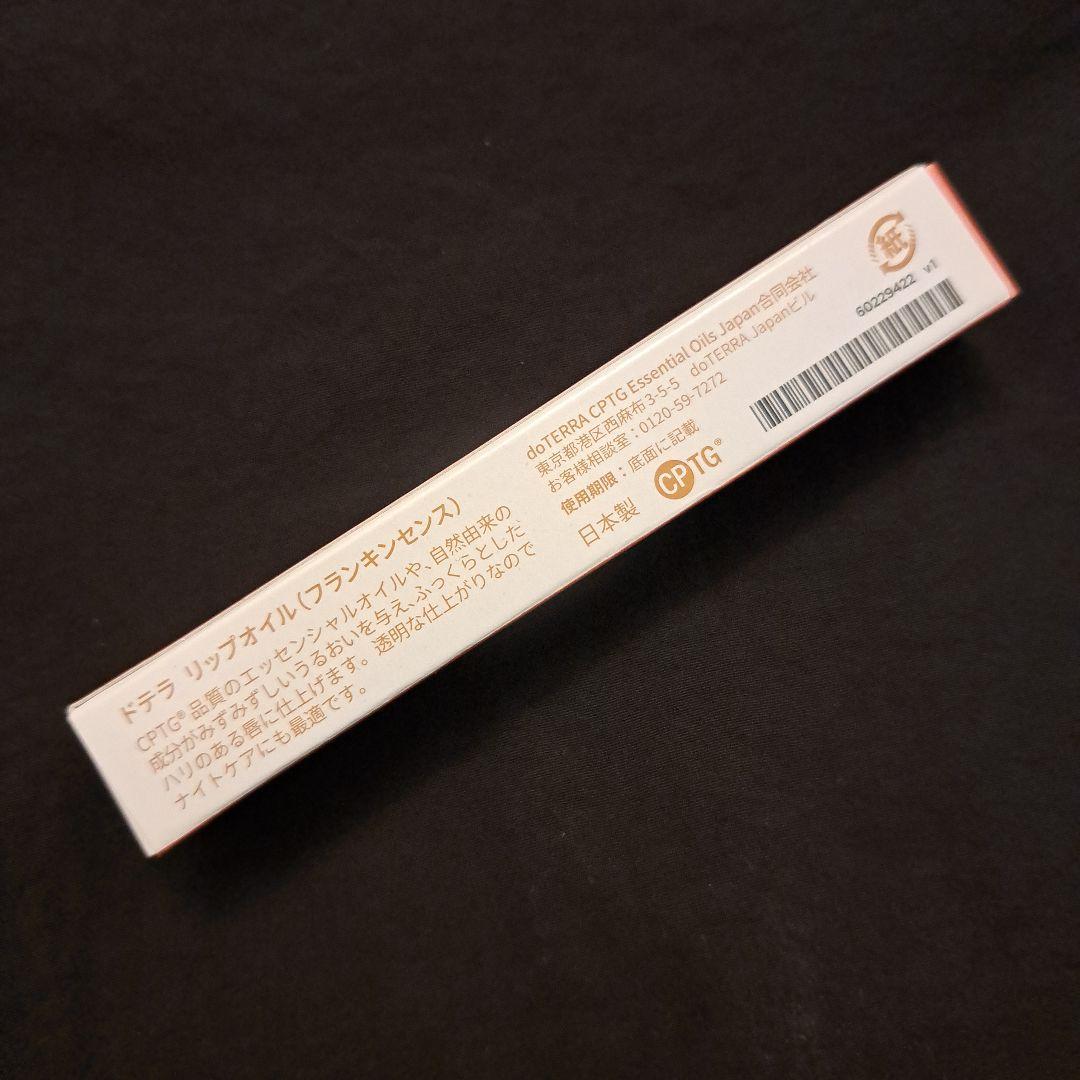 ドテラ リップオイル(フランキンセンス)
CPTG® 品質のエッセンシャルオイルや、自然由来の
成分がみずみずしいうるおいを与え、ふっくらとした、
ハリのある唇に仕上げます。透明な仕上がりなので
ナイトケアにも最適です。
doTERRA CPTG Essential Oils Japan合同会社
東京都港区西麻布 3-5-5 doTERRA Japanビル
お客様相談室:0120-59-7272
使用期限:底面に記載
日本製 CPTG®
紙
60229422 v1